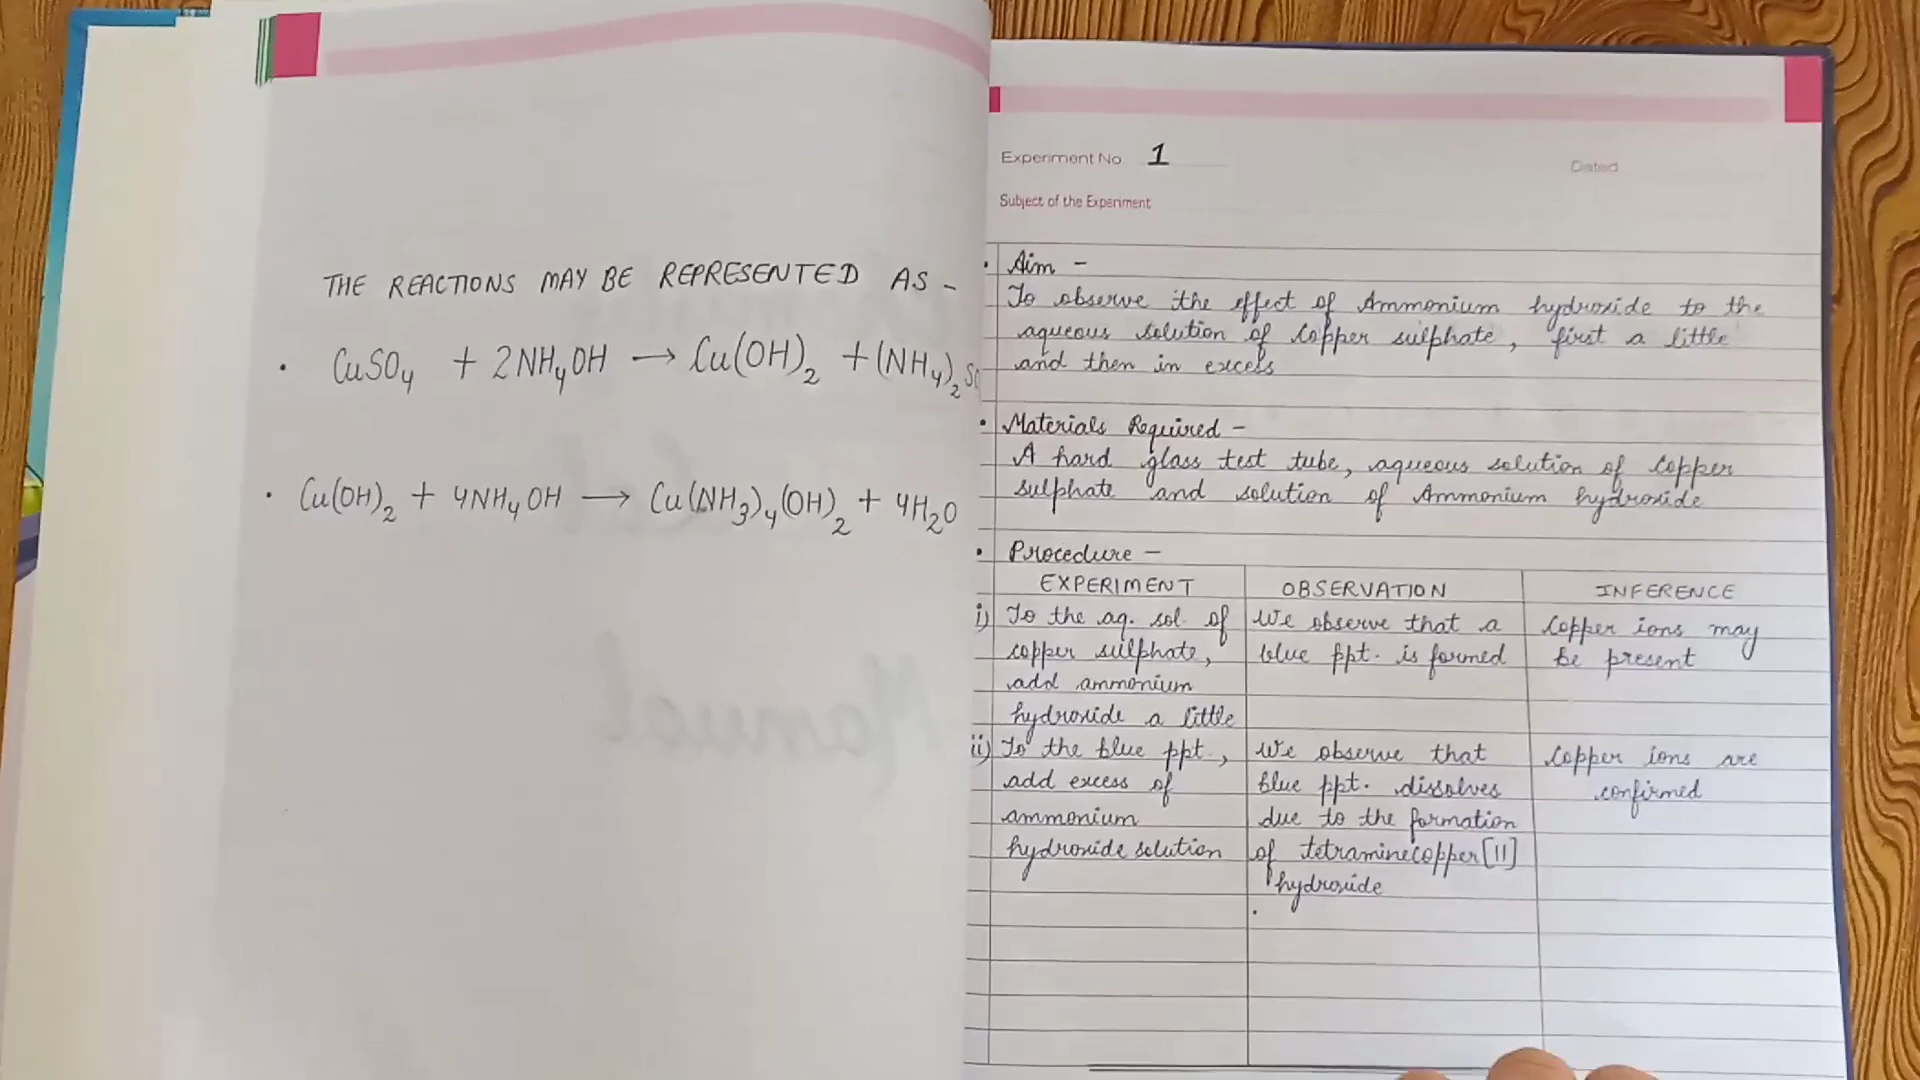 THE REACTIONS MAY BE REPRESENTED AS -
• CuSO4 + 2NH4OH → Cu(OH)2 + (NH4)2SO
• Cu(OH)2 + 4NH4OH → Cu(NH3)4(OH)2 + 4H2O
Experiment No 1
Dated
Subject of the Experiment
• Aim -
To observe the effect of Ammonium hydroxide to the
aqueous solution of Copper sulphate, first a little
and then in excess
• Materials Required -
A hard glass test tube, aqueous solution of Copper
sulphate and solution of Ammonium hydroxide
• Procedure -
EXPERIMENT OBSERVATION INFERENCE
i) To the aq. sol. of
copper sulphate,
add ammonium
hydroxide a little
We observe that a
blue ppt. is formed
Copper ions may
be present
ii) To the blue ppt.,
add excess of
ammonium
hydroxide solution
We observe that
blue ppt. dissolves
due to the formation
of tetraminecopper[II]
hydroxide
Copper ions are
confirmed